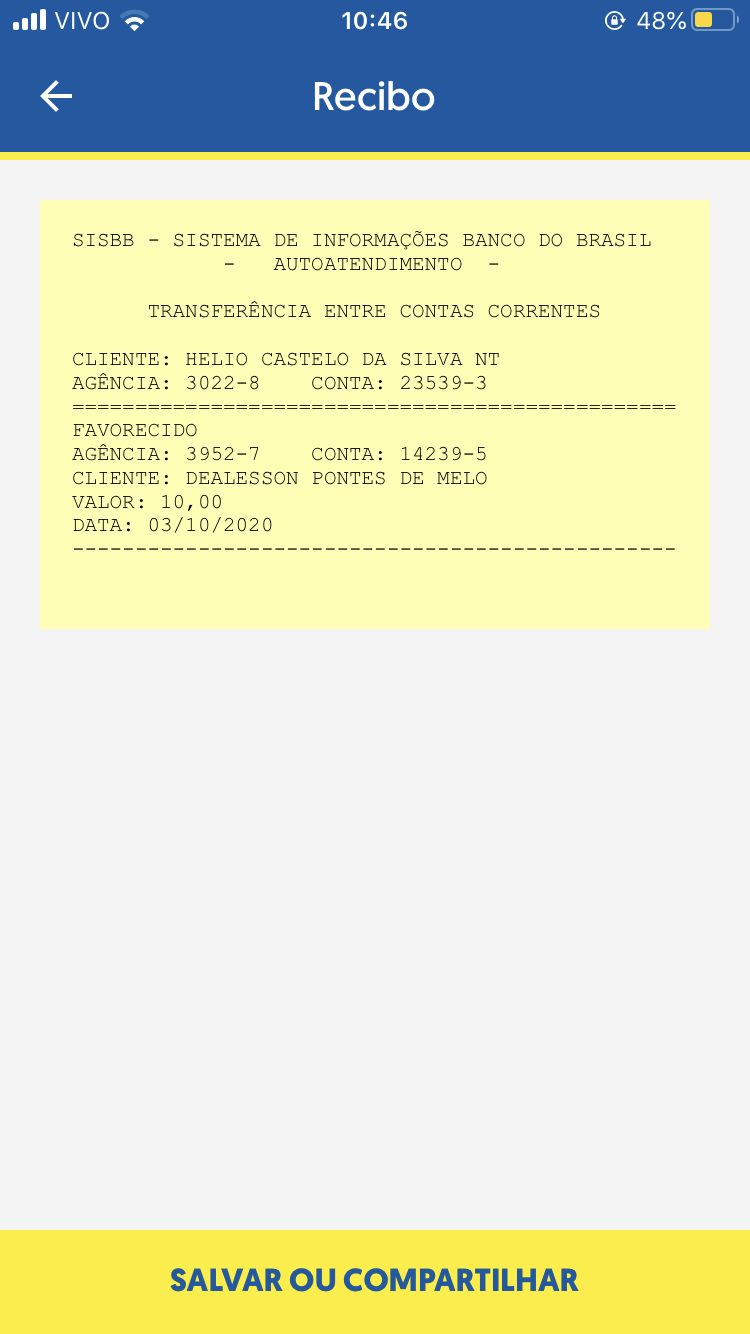 VIVO 10:46 48%
Recibo
SISBB - SISTEMA DE INFORMAÇÕES BANCO DO BRASIL
- AUTOATENDIMENTO -
TRANSFERÊNCIA ENTRE CONTAS CORRENTES
CLIENTE: HELIO CASTELO DA SILVA NT
AGÊNCIA: 3022-8 CONTA: 23539-3
================================================
FAVORECIDO
AGÊNCIA: 3952-7 CONTA: 14239-5
CLIENTE: DEALESSON PONTES DE MELO
VALOR: 10,00
DATA: 03/10/2020
------------------------------------------------
SALVAR OU COMPARTILHAR